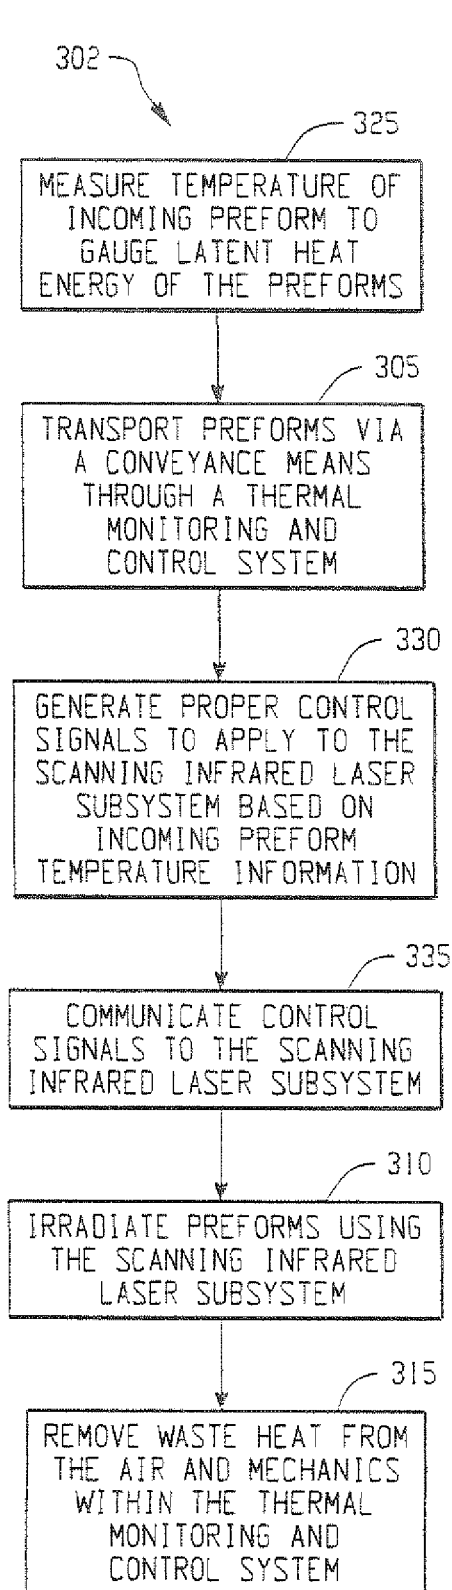 302
325
MEASURE TEMPERATURE OF
INCOMING PREFORM TO
GAUGE LATENT HEAT
ENERGY OF THE PREFORMS
305
TRANSPORT PREFORMS VIA
A CONVEYANCE MEANS
THROUGH A THERMAL
MONITORING AND
CONTROL SYSTEM
330
GENERATE PROPER CONTROL
SIGNALS TO APPLY TO THE
SCANNING INFRARED LASER
SUBSYSTEM BASED ON
INCOMING PREFORM
TEMPERATURE INFORMATION
335
COMMUNICATE CONTROL
SIGNALS TO THE SCANNING
INFRARED LASER SUBSYSTEM
310
IRRADIATE PREFORMS USING
THE SCANNING INFRARED
LASER SUBSYSTEM
315
REMOVE WASTE HEAT FROM
THE AIR AND MECHANICS
WITHIN THE THERMAL
MONITORING AND
CONTROL SYSTEM